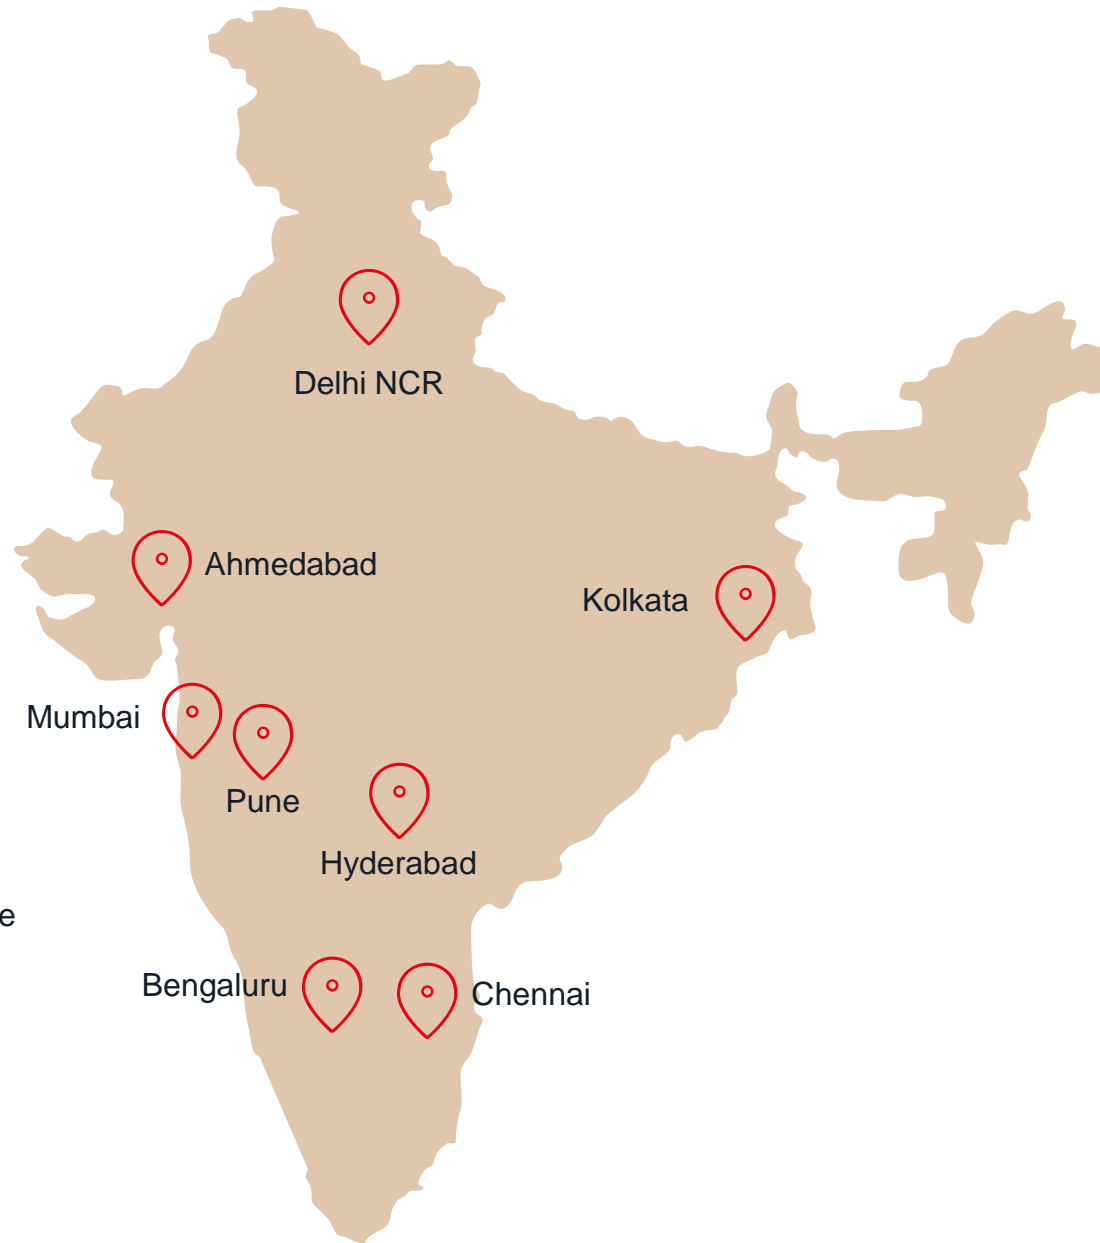 Delhi NCR
Ahmedabad
Kolkata
Mumbai
Pune
Hyderabad
e
Bengaluru
Chennai